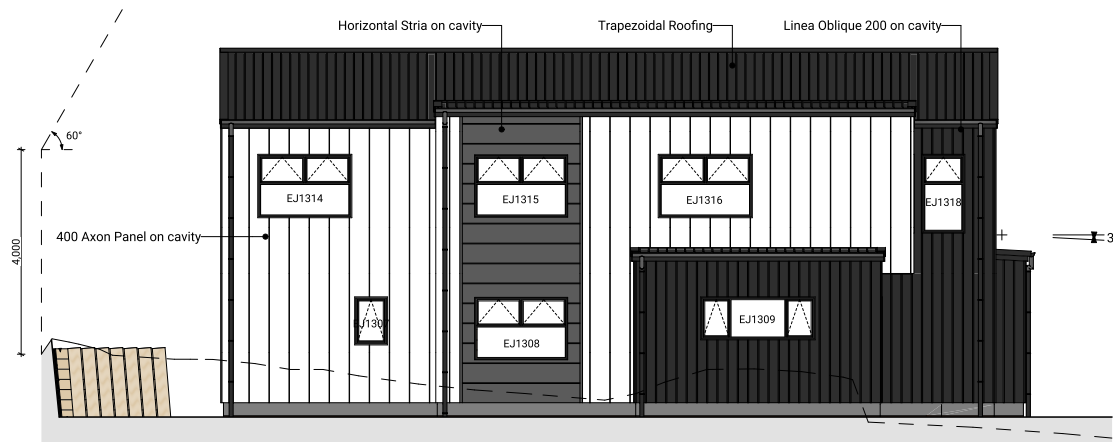 Horizontal Stria on cavity
Trapezoidal Roofing
Linea Oblique 200 on cavity
60°
EJ1314
EJ1315
EJ1316
EJ1318
400 Axon Panel on cavity
3
4,000
EJ1307
EJ1309
EJ1308